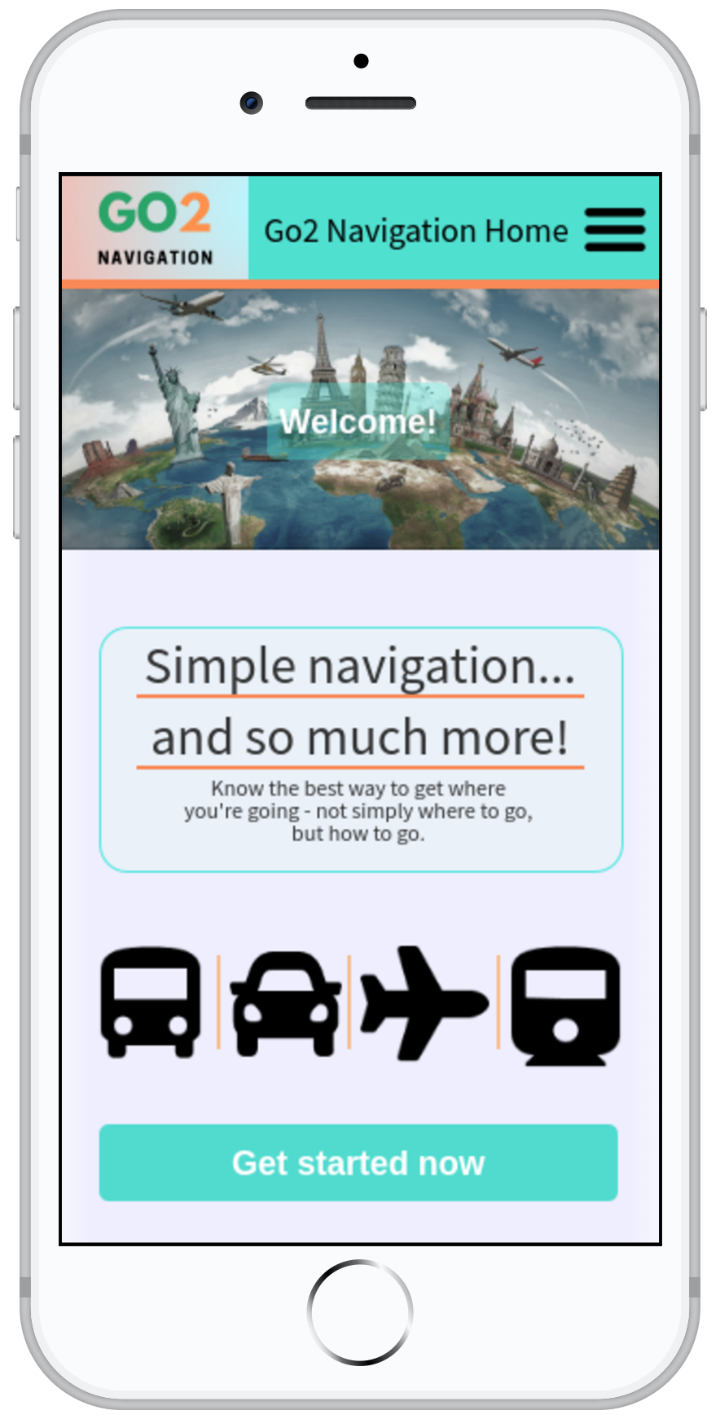 GO2
NAVIGATION
Go2 Navigation Home
Welcome!
Simple navigation...
and so much more!
Know the best way to get where
you're going - not simply where to go,
but how to go.
Get started now